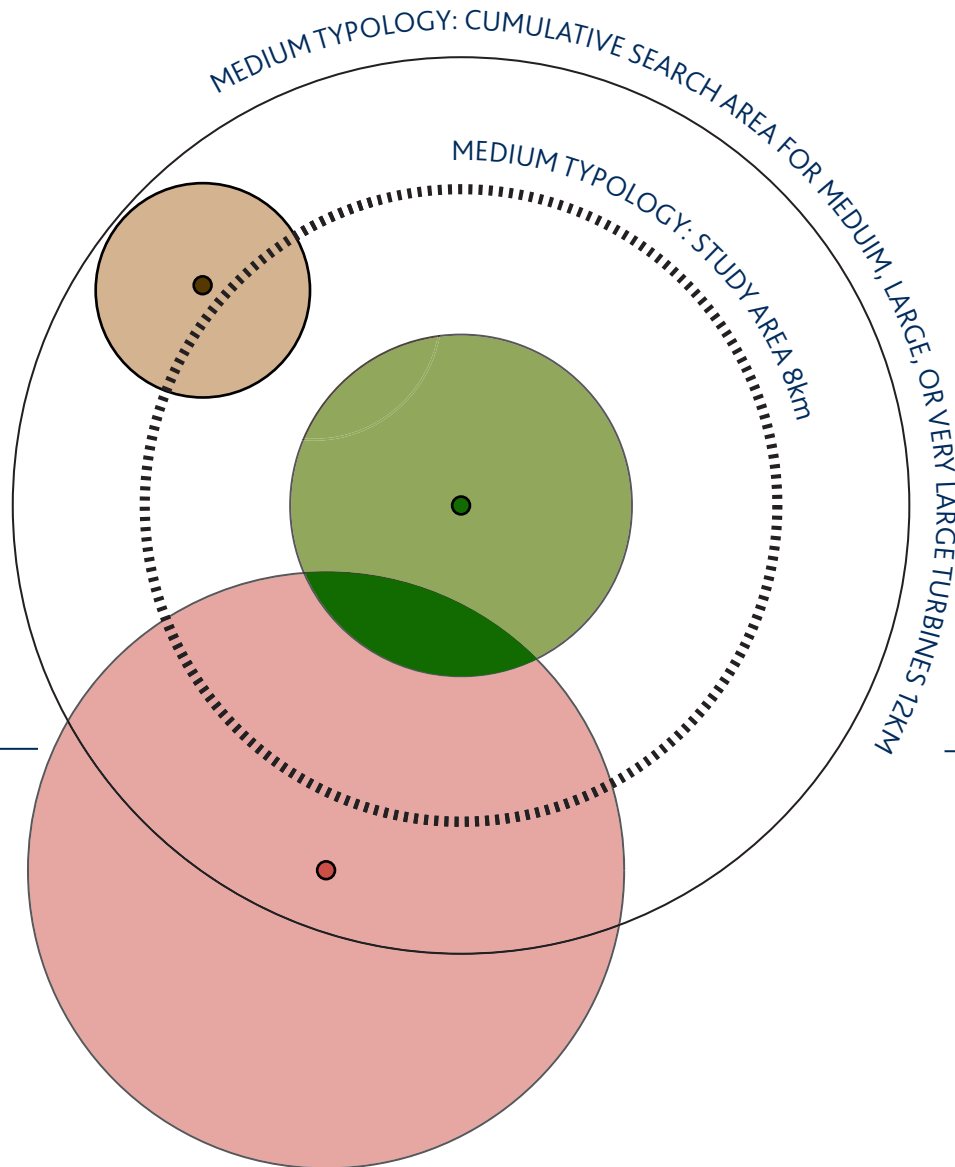 MEDIUM TYPOLOGY: CUMULATIVE SEARCH AREA FOR MEDUIM, LARGE, OR VERY LARGE TURBINES 12KM
MEDIUM TYPOLOGY: STUDY AREA 8km